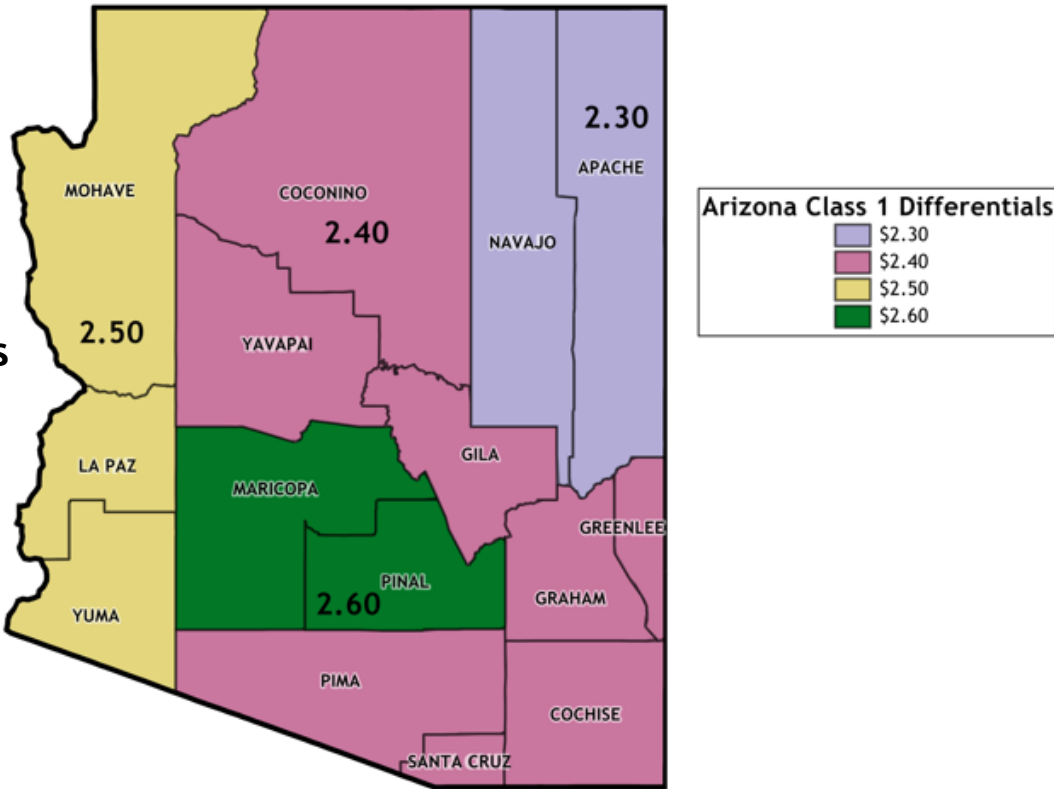 2.30
APACHE
MOHAVE
COCONINO
2.40
NAVAJO
2.50
YAVAPAI
s
LA PAZ
GILA
MARICOPA
GREENLEE
PINAL
2.60
GRAHAM
YUMA
PIMA
COCHISE
SANTA CRUZ
Arizona Class 1 Differentials
$2.30
$2.40
$2.50
$2.60